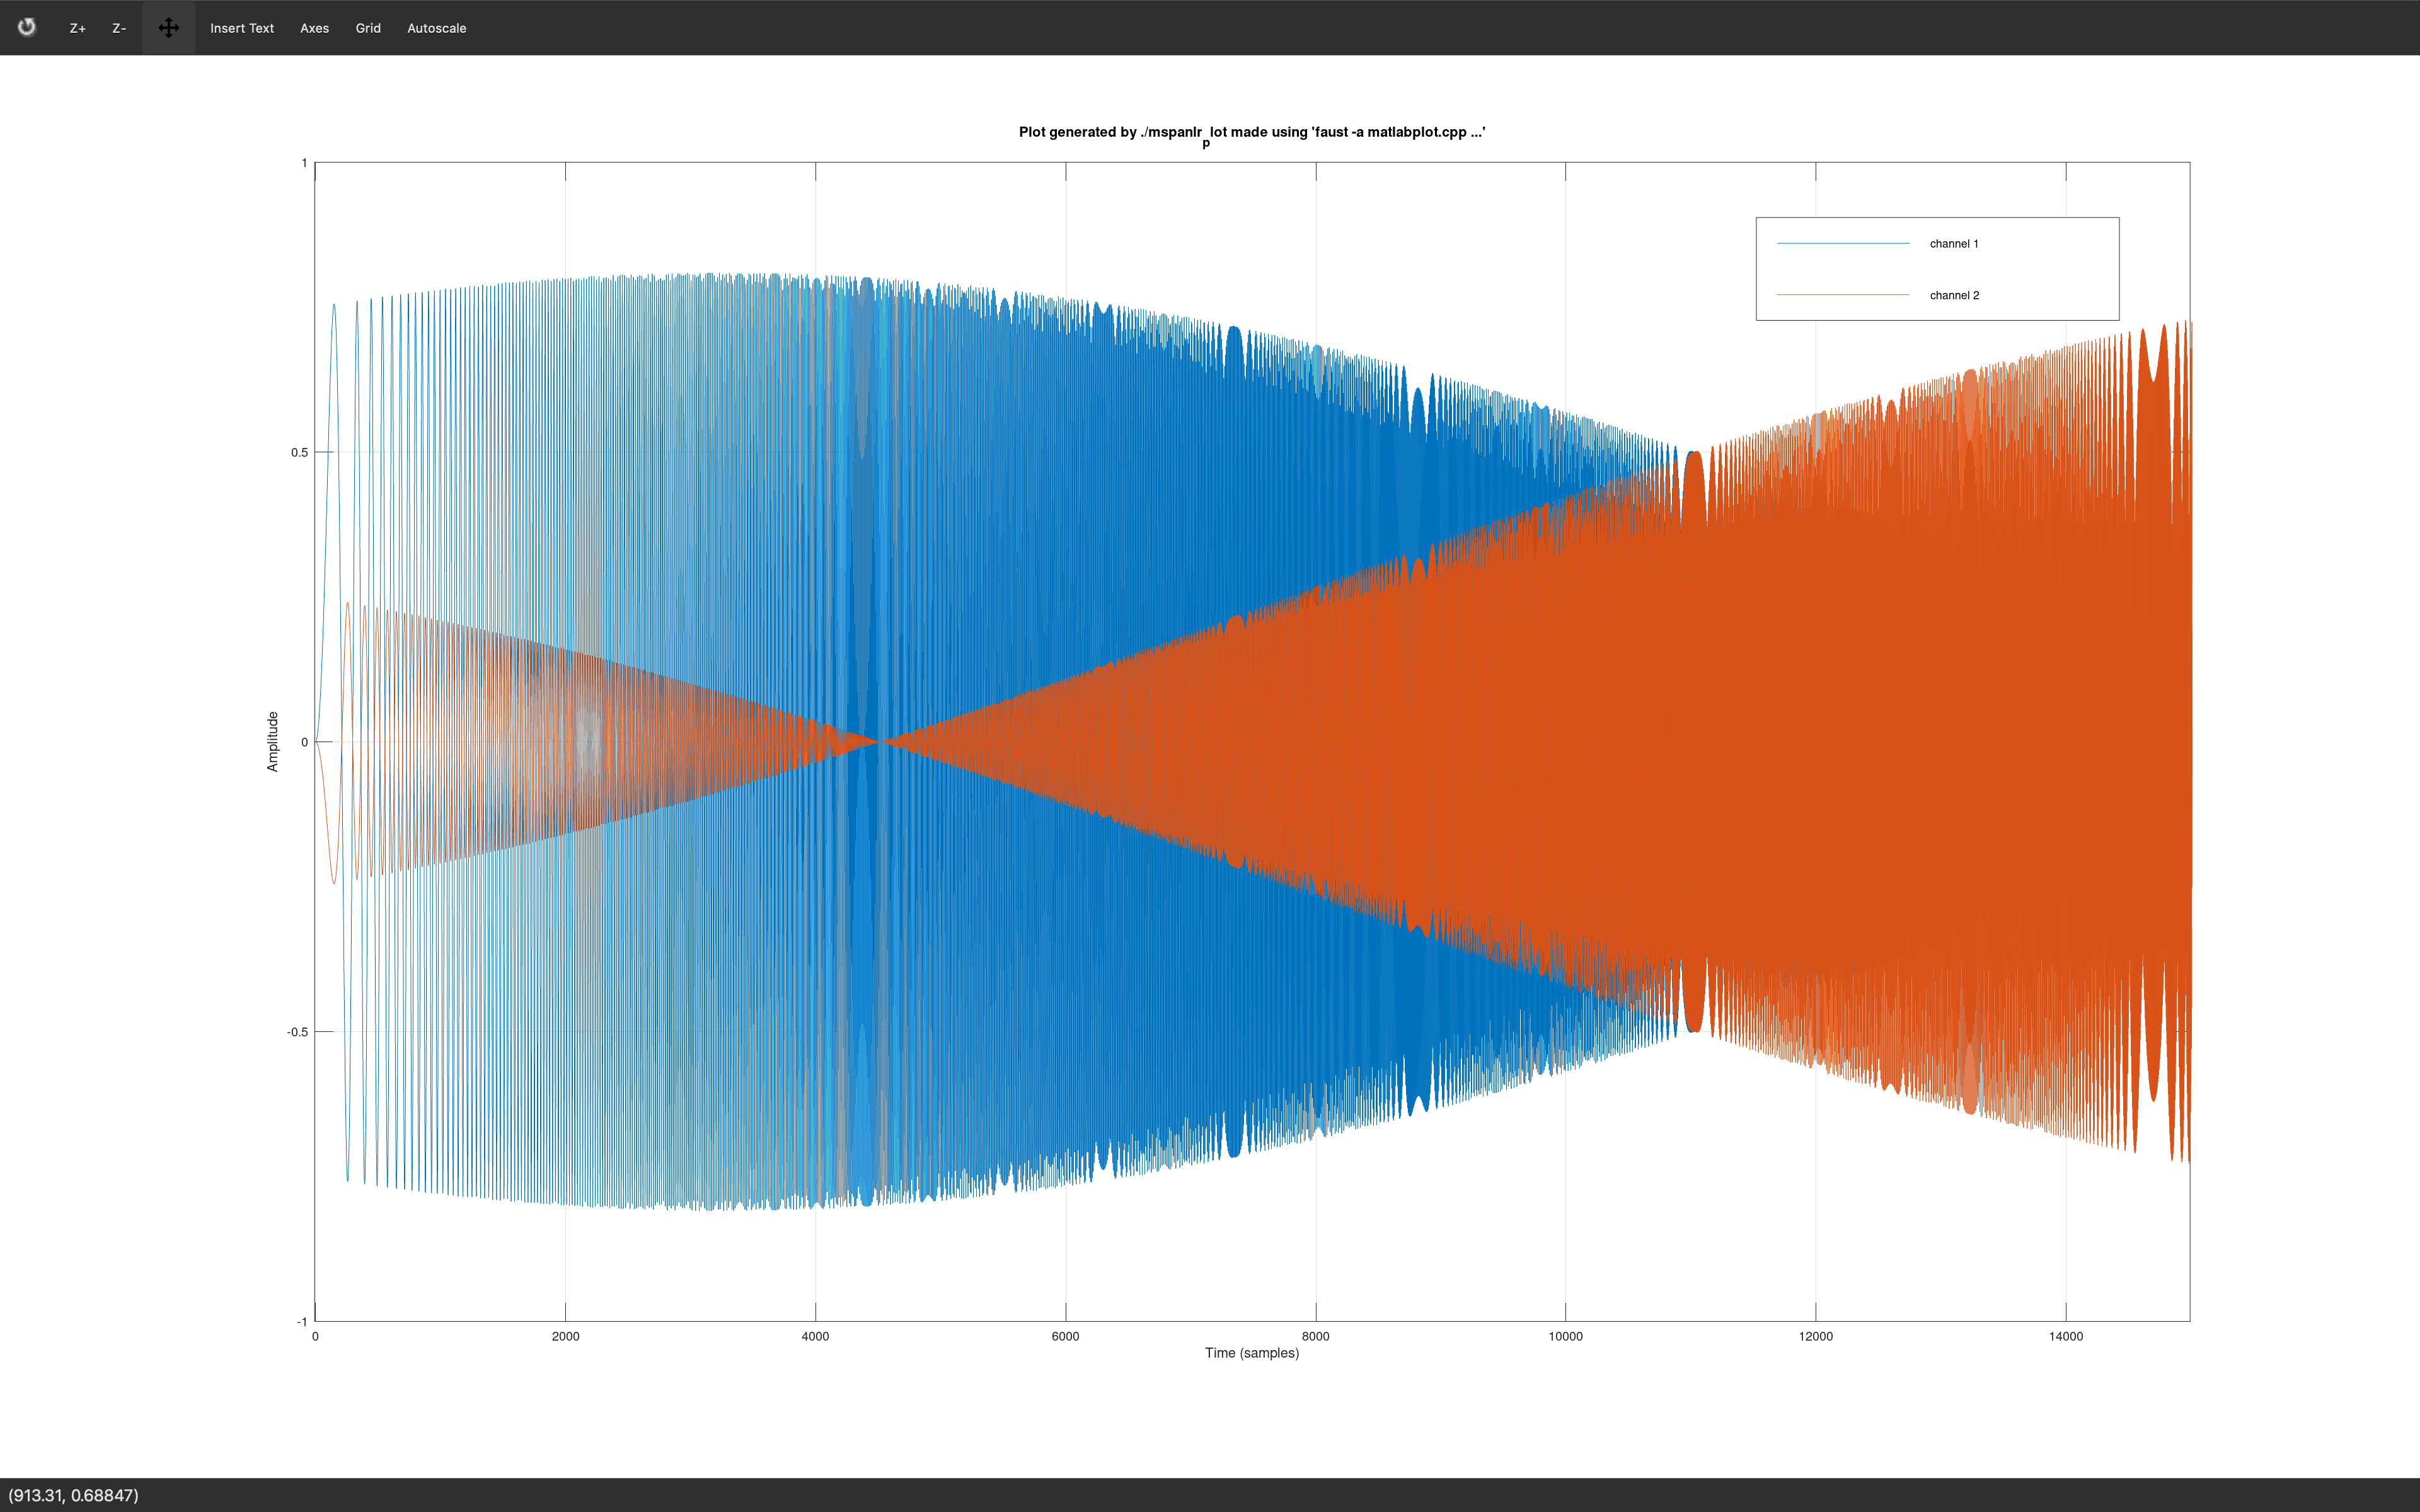 Z+ Z- Insert Text Axes Grid Autoscale
Plot generated by ./mspanlr_plot made using 'faust -a matlabplot.cpp ...'
1
0.5
0
-0.5
-1
Amplitude
channel 1
channel 2
0 2000 4000 6000 8000 10000 12000 14000
Time (samples)
(913.31, 0.68847)